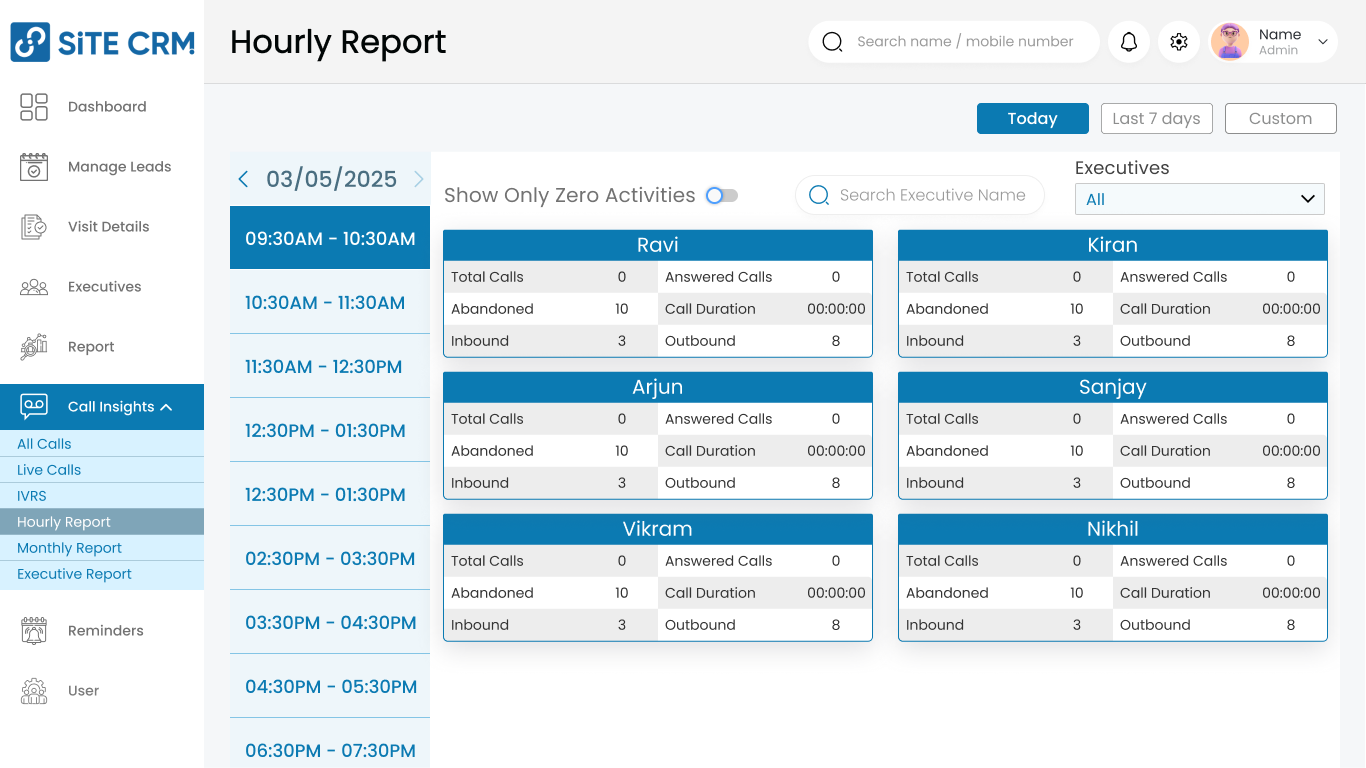 SiTE CRM
Hourly Report
Search name / mobile number
Name
Admin
Dashboard
Manage Leads
Visit Details
Executives
Report
Call Insights
All Calls
Live Calls
IVRS
Hourly Report
Monthly Report
Executive Report
Reminders
User
Today
Last 7 days
Custom
03/05/2025
09:30AM - 10:30AM
10:30AM - 11:30AM
11:30AM - 12:30PM
12:30PM - 01:30PM
12:30PM - 01:30PM
02:30PM - 03:30PM
03:30PM - 04:30PM
04:30PM - 05:30PM
06:30PM - 07:30PM
Show Only Zero Activities
Search Executive Name
Executives
All
Ravi
Total Calls 0 Answered Calls 0
Abandoned 10 Call Duration 00:00:00
Inbound 3 Outbound 8
Kiran
Total Calls 0 Answered Calls 0
Abandoned 10 Call Duration 00:00:00
Inbound 3 Outbound 8
Arjun
Total Calls 0 Answered Calls 0
Abandoned 10 Call Duration 00:00:00
Inbound 3 Outbound 8
Sanjay
Total Calls 0 Answered Calls 0
Abandoned 10 Call Duration 00:00:00
Inbound 3 Outbound 8
Vikram
Total Calls 0 Answered Calls 0
Abandoned 10 Call Duration 00:00:00
Inbound 3 Outbound 8
Nikhil
Total Calls 0 Answered Calls 0
Abandoned 10 Call Duration 00:00:00
Inbound 3 Outbound 8